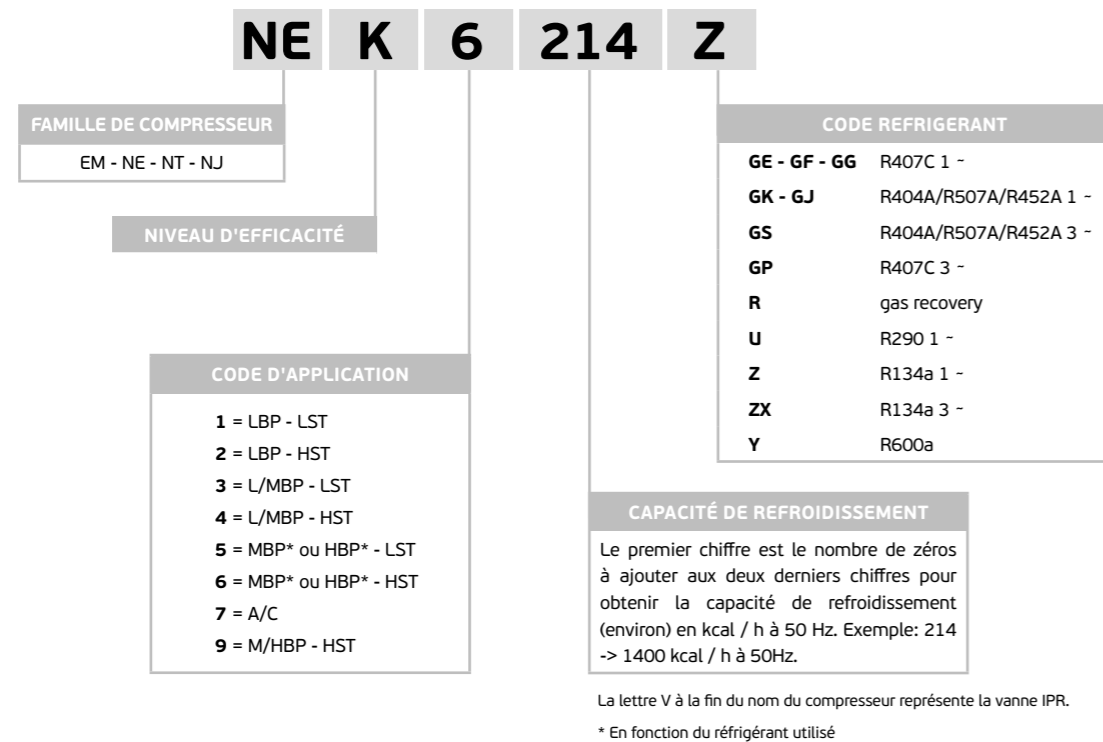 NE K 6 214 Z
FAMILLE DE COMPRESSEUR
EM - NE - NT - NJ
NIVEAU D'EFFICACITÉ
CODE D'APPLICATION
1 = LBP - LST
2 = LBP - HST
3 = L/MBP - LST
4 = L/MBP - HST
5 = MBP* ou HBP* - LST
6 = MBP* ou HBP* - HST
7 = A/C
9 = M/HBP - HST
CODE REFRIGERANT
GE - GF - GG R407C 1 ~
GK - GJ R404A/R507A/R452A 1 ~
GS R404A/R507A/R452A 3 ~
GP R407C 3 ~
R gas recovery
U R290 1 ~
Z R134a 1 ~
ZX R134a 3 ~
Y R600a
CAPACITÉ DE REFROIDISSEMENT
Le premier chiffre est le nombre de zéros
à ajouter aux deux derniers chiffres pour
obtenir la capacité de refroidissement
(environ) en kcal / h à 50 Hz. Exemple: 214
-> 1400 kcal / h à 50Hz.
La lettre V à la fin du nom du compresseur représente la vanne IPR.
* En fonction du réfrigérant utilisé